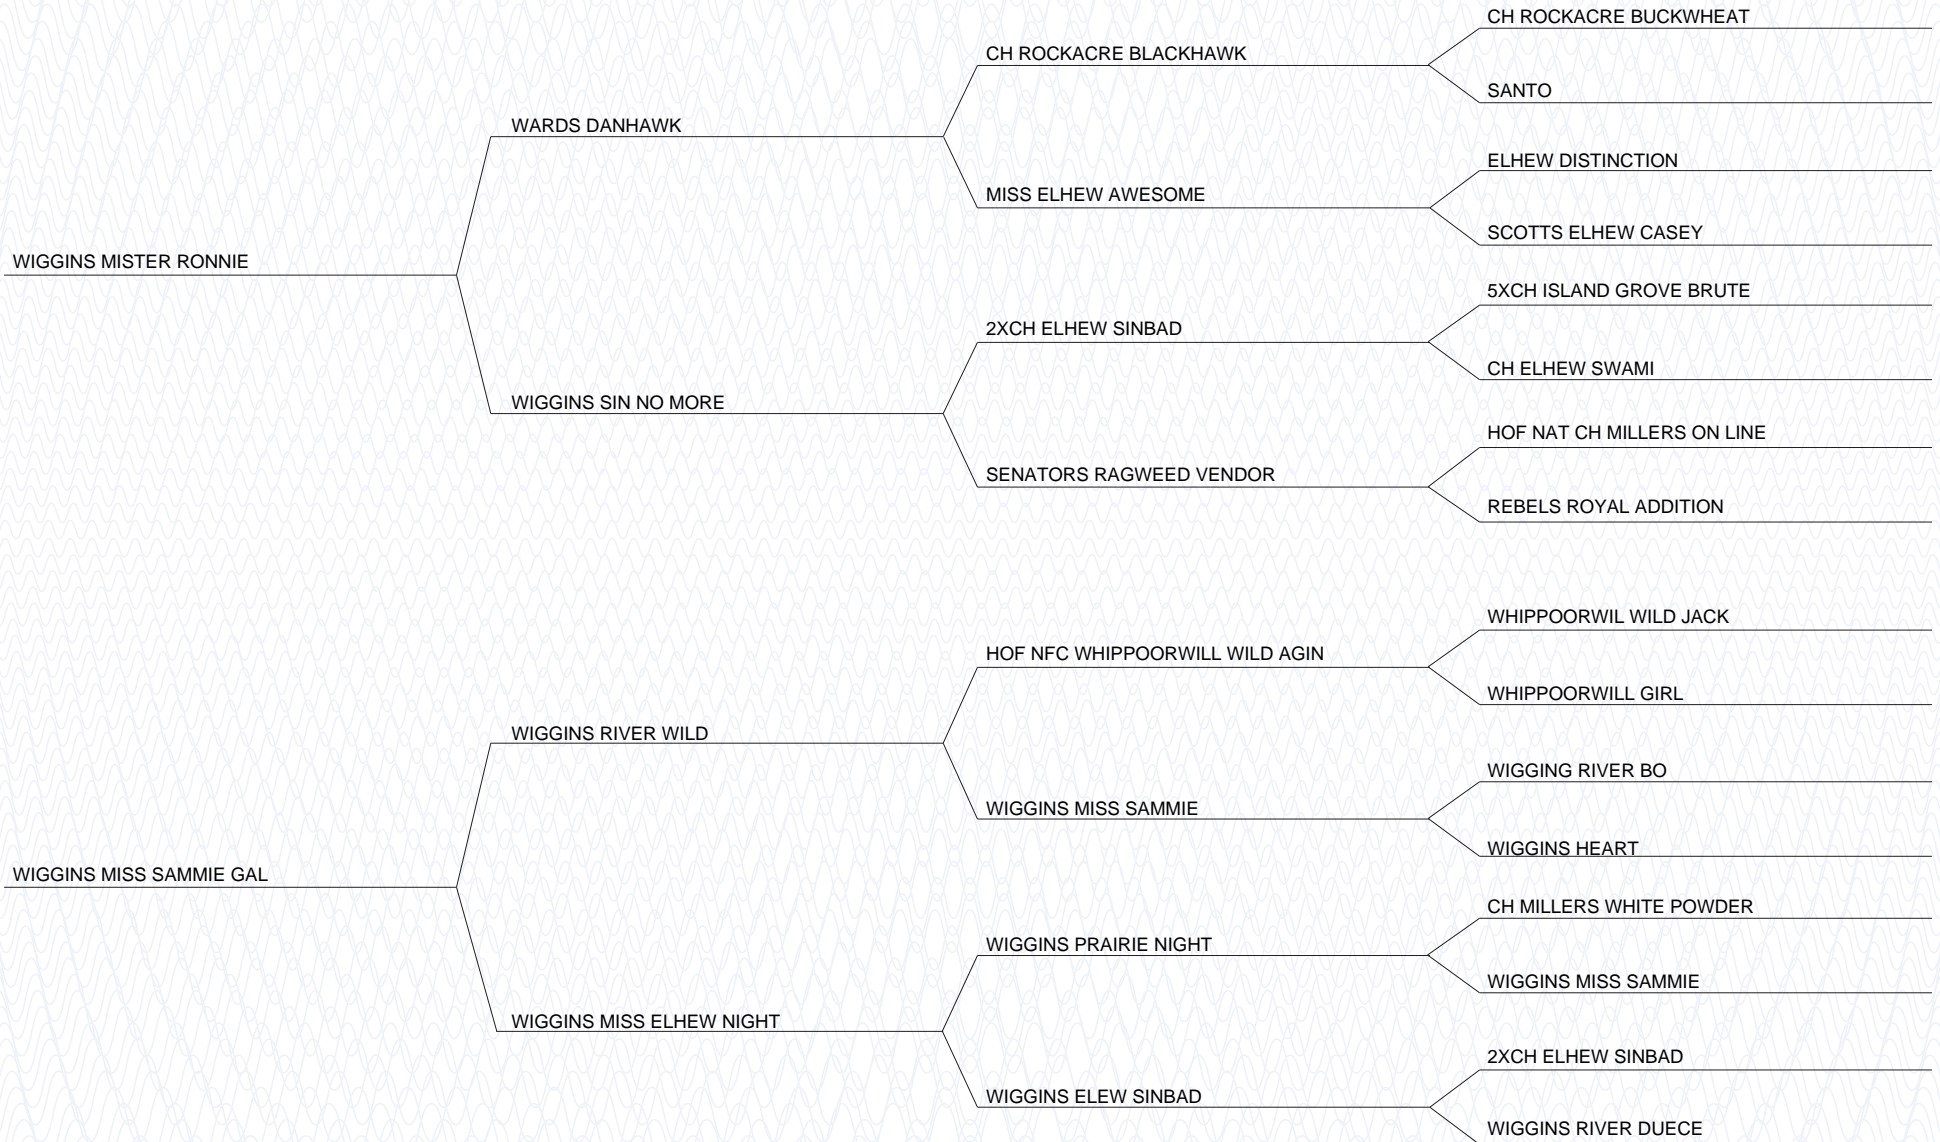 CH ROCKACRE BUCKWHEAT
CH ROCKACRE BLACKHAWK
SANTO
WARDS DANHAWK
ELHEW DISTINCTION
MISS ELHEW AWESOME
SCOTTS ELHEW CASEY
WIGGINS MISTER RONNIE
5XCH ISLAND GROVE BRUTE
2XCH ELHEW SINBAD
CH ELHEW SWAMI
WIGGINS SIN NO MORE
HOF NAT CH MILLERS ON LINE
SENATORS RAGWEED VENDOR
REBELS ROYAL ADDITION
WHIPPOORWIL WILD JACK
HOF NFC WHIPPOORWILL WILD AGIN
WHIPPOORWILL GIRL
WIGGINS RIVER WILD
WIGGING RIVER BO
WIGGINS MISS SAMMIE
WIGGINS HEART
WIGGINS MISS SAMMIE GAL
CH MILLERS WHITE POWDER
WIGGINS PRAIRIE NIGHT
WIGGINS MISS SAMMIE
WIGGINS MISS ELHEW NIGHT
2XCH ELHEW SINBAD
WIGGINS ELEW SINBAD
WIGGINS RIVER DUECE